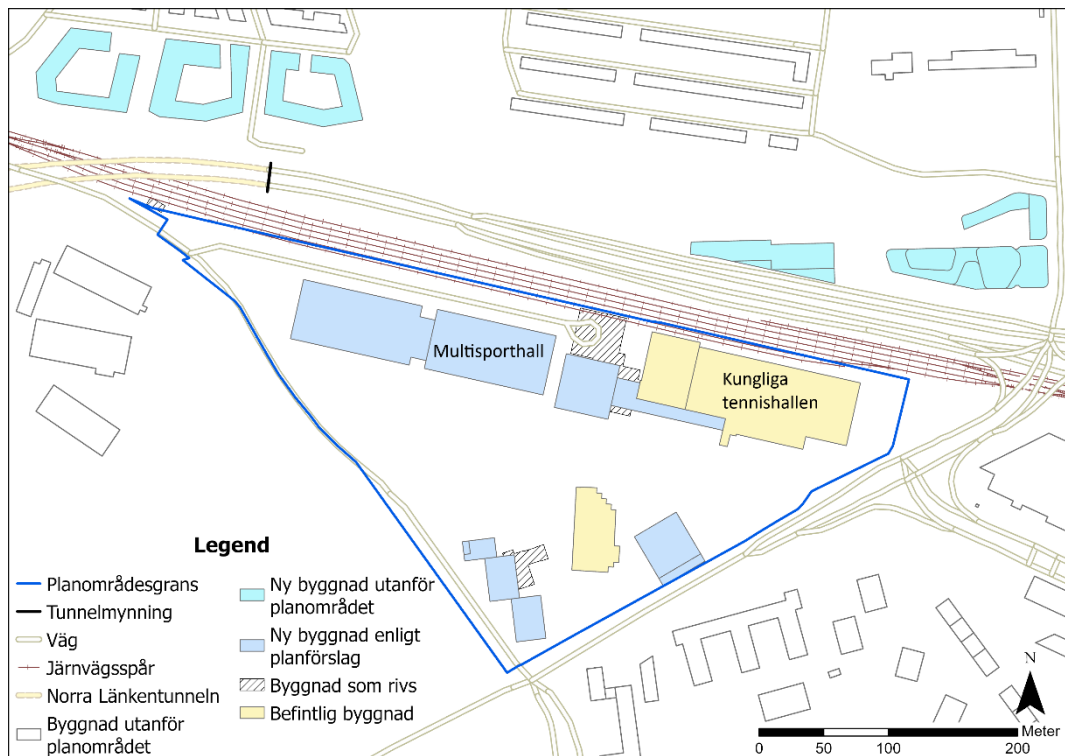 Multisporthall
Kungliga
tennishallen
Legend
Planområdesgrans
Tunnelmynning
Väg
Järnvägsspår
Norra Länkentunneln
Byggnad utanför
planområdet
Ny byggnad utanför
planområdet
Ny byggnad enligt
planförslag
Byggnad som rivs
Befintlig byggnad
N
Meter
0 50 100 200